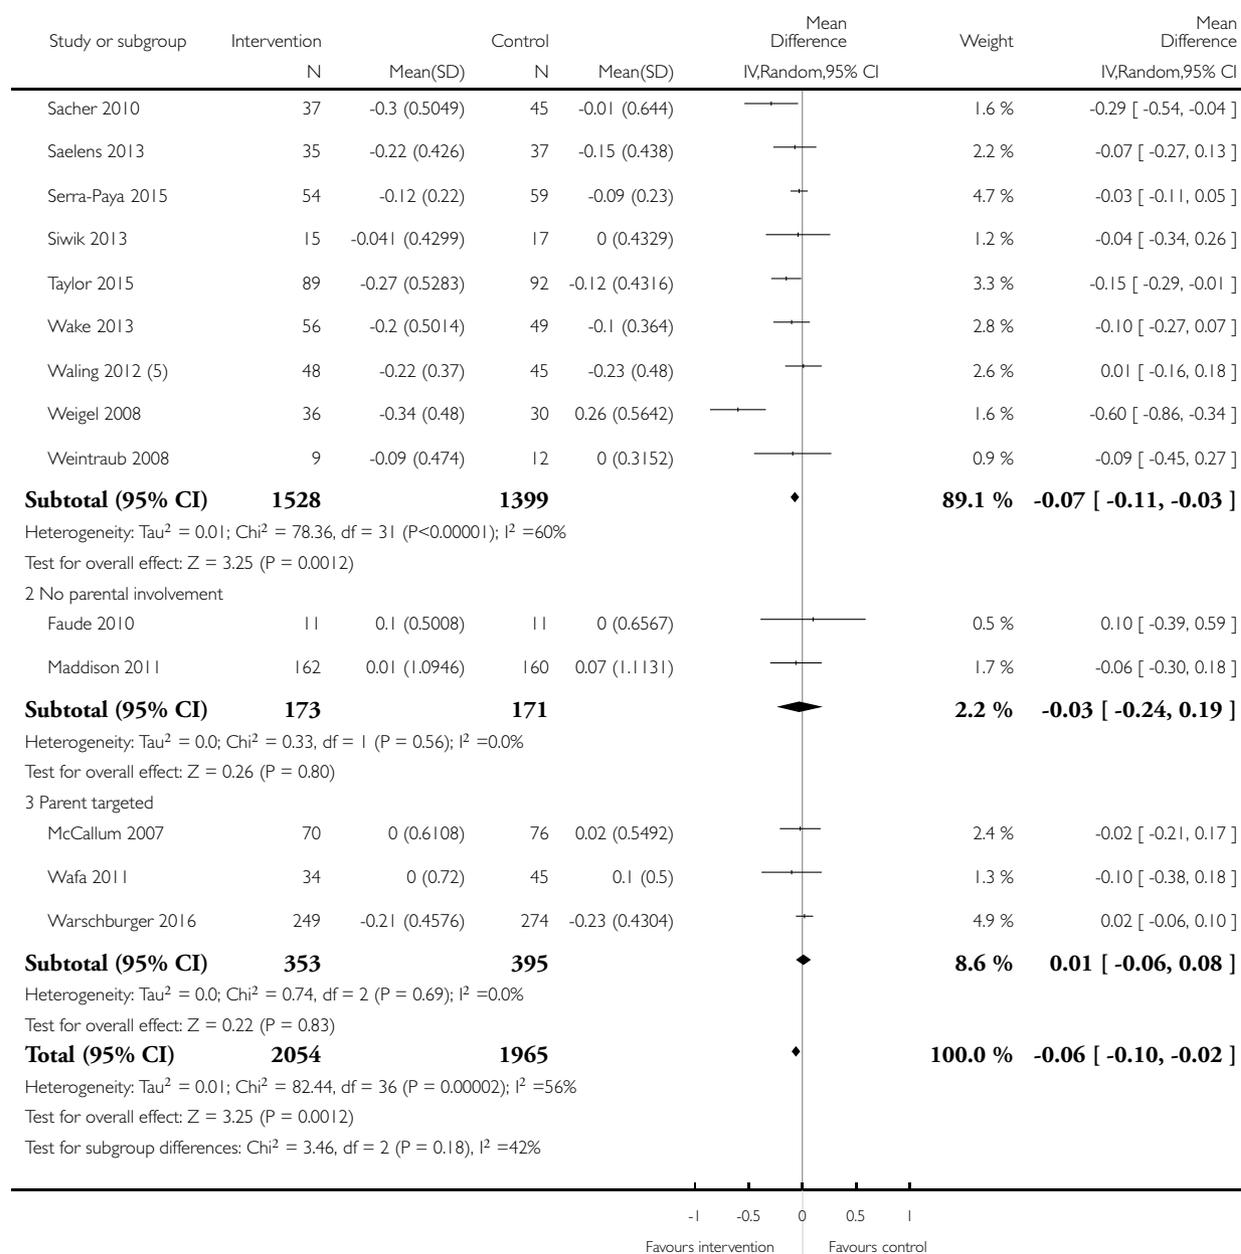 Mean Mean
Study or subgroup Intervention Control Difference Weight Difference
N Mean(SD) N Mean(SD) IV,Random,95% CI IV,Random,95% CI
Sacher 2010 37 -0.3 (0.5049) 45 -0.01 (0.644) 1.6 % -0.29 [ -0.54, -0.04 ]
Saelens 2013 35 -0.22 (0.426) 37 -0.15 (0.438) 2.2 % -0.07 [ -0.27, 0.13 ]
Serra-Paya 2015 54 -0.12 (0.22) 59 -0.09 (0.23) 4.7 % -0.03 [ -0.11, 0.05 ]
Siwik 2013 15 -0.041 (0.4299) 17 0 (0.4329) 1.2 % -0.04 [ -0.34, 0.26 ]
Taylor 2015 89 -0.27 (0.5283) 92 -0.12 (0.4316) 3.3 % -0.15 [ -0.29, -0.01 ]
Wake 2013 56 -0.2 (0.5014) 49 -0.1 (0.364) 2.8 % -0.10 [ -0.27, 0.07 ]
Waling 2012 (5) 48 -0.22 (0.37) 45 -0.23 (0.48) 2.6 % 0.01 [ -0.16, 0.18 ]
Weigel 2008 36 -0.34 (0.48) 30 0.26 (0.5642) 1.6 % -0.60 [ -0.86, -0.34 ]
Weintraub 2008 9 -0.09 (0.474) 12 0 (0.3152) 0.9 % -0.09 [ -0.45, 0.27 ]
Subtotal (95% CI) 1528 1399 89.1 % -0.07 [ -0.11, -0.03 ]
Heterogeneity: Tau² = 0.01; Chi² = 78.36, df = 31 (P<0.00001); I² =60%
Test for overall effect: Z = 3.25 (P = 0.0012)
2 No parental involvement
Faude 2010 11 0.1 (0.5008) 11 0 (0.6567) 0.5 % 0.10 [ -0.39, 0.59 ]
Maddison 2011 162 0.01 (1.0946) 160 0.07 (1.1131) 1.7 % -0.06 [ -0.30, 0.18 ]
Subtotal (95% CI) 173 171 2.2 % -0.03 [ -0.24, 0.19 ]
Heterogeneity: Tau² = 0.0; Chi² = 0.33, df = 1 (P = 0.56); I² =0.0%
Test for overall effect: Z = 0.26 (P = 0.80)
3 Parent targeted
McCallum 2007 70 0 (0.6108) 76 0.02 (0.5492) 2.4 % -0.02 [ -0.21, 0.17 ]
Wafa 2011 34 0 (0.72) 45 0.1 (0.5) 1.3 % -0.10 [ -0.38, 0.18 ]
Warschburger 2016 249 -0.21 (0.4576) 274 -0.23 (0.4304) 4.9 % 0.02 [ -0.06, 0.10 ]
Subtotal (95% CI) 353 395 8.6 % 0.01 [ -0.06, 0.08 ]
Heterogeneity: Tau² = 0.0; Chi² = 0.74, df = 2 (P = 0.69); I² =0.0%
Test for overall effect: Z = 0.22 (P = 0.83)
Total (95% CI) 2054 1965 100.0 % -0.06 [ -0.10, -0.02 ]
Heterogeneity: Tau² = 0.01; Chi² = 82.44, df = 36 (P = 0.00002); I² =56%
Test for overall effect: Z = 3.25 (P = 0.0012)
Test for subgroup differences: Chi² = 3.46, df = 2 (P = 0.18), I² =42%
-1 -0.5 0 0.5 1
Favours intervention Favours control